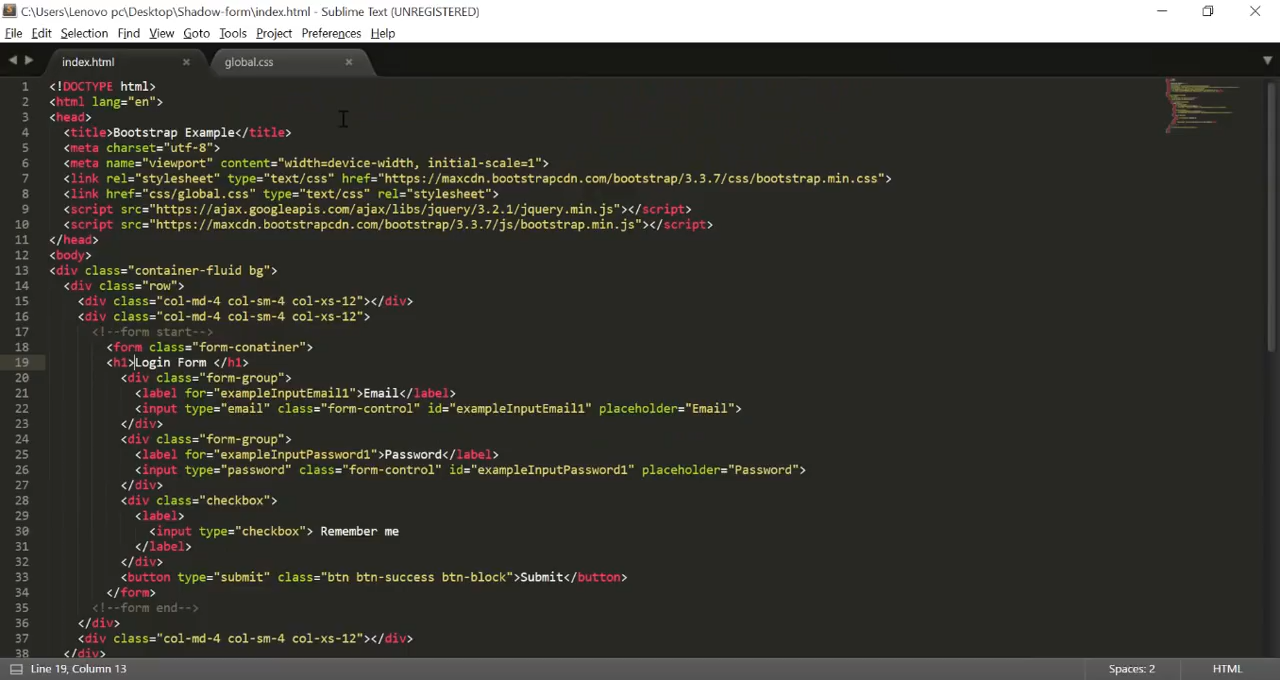 C:\Users\Lenovo pc\Desktop\Shadow-form\index.html - Sublime Text (UNREGISTERED)
File Edit Selection Find View Goto Tools Project Preferences Help
index.html × global.css ×
1 <!DOCTYPE html>
2 <html lang="en">
3 <head>
4 <title>Bootstrap Example</title>
5 <meta charset="utf-8">
6 <meta name="viewport" content="width=device-width, initial-scale=1">
7 <link rel="stylesheet" type="text/css" href="https://maxcdn.bootstrapcdn.com/bootstrap/3.3.7/css/bootstrap.min.css">
8 <link href="css/global.css" type="text/css" rel="stylesheet">
9 <script src="https://ajax.googleapis.com/ajax/libs/jquery/3.2.1/jquery.min.js"></script>
10 <script src="https://maxcdn.bootstrapcdn.com/bootstrap/3.3.7/js/bootstrap.min.js"></script>
11 </head>
12 <body>
13 <div class="container-fluid bg">
14 <div class="row">
15 <div class="col-md-4 col-sm-4 col-xs-12"></div>
16 <div class="col-md-4 col-sm-4 col-xs-12">
17 <!--form start-->
18 <form class="form-conatiner">
19 <h1>Login Form </h1>
20 <div class="form-group">
21 <label for="exampleInputEmail1">Email</label>
22 <input type="email" class="form-control" id="exampleInputEmail1" placeholder="Email">
23 </div>
24 <div class="form-group">
25 <label for="exampleInputPassword1">Password</label>
26 <input type="password" class="form-control" id="exampleInputPassword1" placeholder="Password">
27 </div>
28 <div class="checkbox">
29 <label>
30 <input type="checkbox"> Remember me
31 </label>
32 </div>
33 <button type="submit" class="btn btn-success btn-block">Submit</button>
34 </form>
35 <!--form end-->
36 </div>
37 <div class="col-md-4 col-sm-4 col-xs-12"></div>
38 </div>
Line 19, Column 13 Spaces: 2 HTML